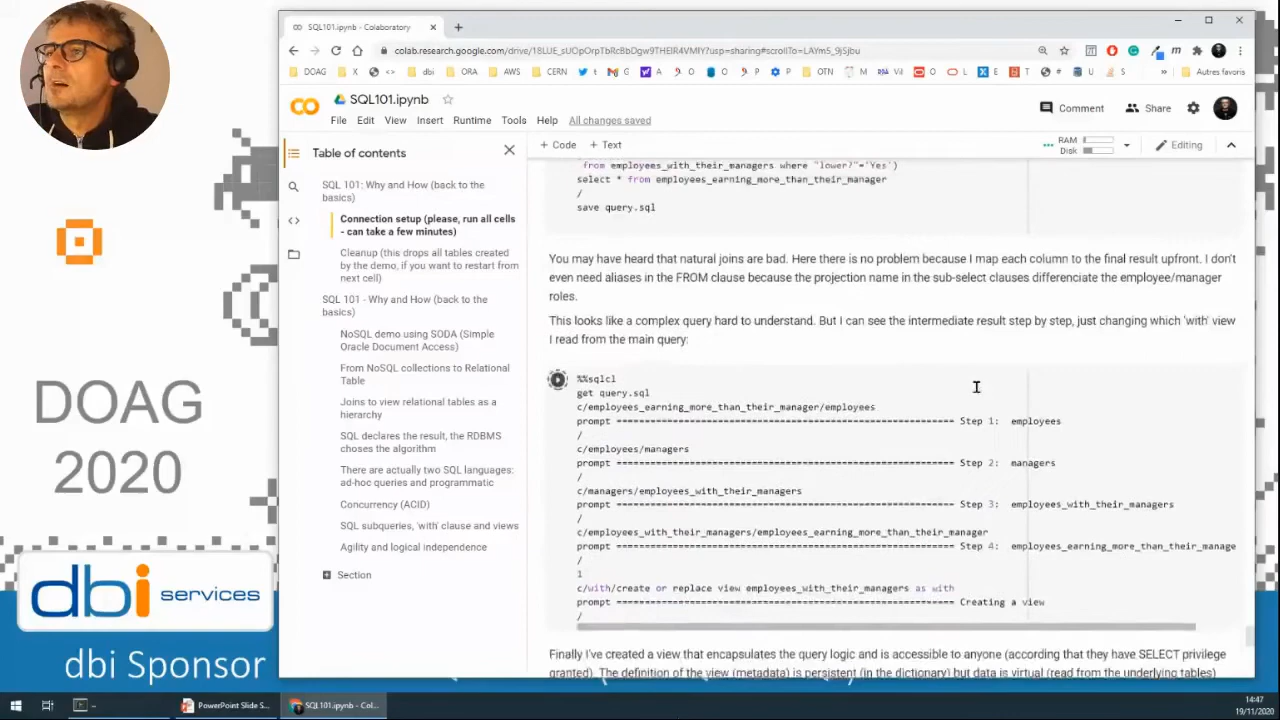 SQL101.ipynb - Colaboratory
colab.research.google.com/drive/18LUE_sUOpOrpTbRcBbDgw9THEIR4VMIY?usp=sharing#scrollTo=LAYm5_9j5jbu
DOAG
X
<>
dbi
ORA
AWS
CERN
t
G
A
O
O
P
OTN
M
Vit
O
L
E
T
#
U
S
»
Autres favoris
CO
SQL101.ipynb
Comment
Share
File
Edit
View
Insert
Runtime
Tools
Help
All changes saved
Table of contents
+ Code
+ Text
RAM
Disk
Editing
SQL 101: Why and How (back to the
basics)
Connection setup (please, run all cells
- can take a few minutes)
Cleanup (this drops all tables created
by the demo, if you want to restart from
next cell)
SQL 101 - Why and How (back to the
basics)
NoSQL demo using SODA (Simple
Oracle Document Access)
From NoSQL collections to Relational
Table
Joins to view relational tables as a
hierarchy
SQL declares the result, the RDBMS
choses the algorithm
There are actually two SQL languages:
ad-hoc queries and programmatic
Concurrency (ACID)
SQL subqueries, 'with' clause and views
Agility and logical independence
Section
from employees_with_their_managers where "lower?"='Yes')
select * from employees_earning_more_than_their_manager
/
save query.sql
You may have heard that natural joins are bad. Here there is no problem because I map each column to the final result upfront. I don't
even need aliases in the FROM clause because the projection name in the sub-select clauses differenciate the employee/manager
roles.
This looks like a complex query hard to understand. But I can see the intermediate result step by step, just changing which 'with' view
I read from the main query:
%%sqlcl
get query.sql
c/employees_earning_more_than_their_manager/employees
prompt ================================================ Step 1: employees
/
c/employees/managers
prompt ================================================ Step 2: managers
/
c/managers/employees_with_their_managers
prompt ================================================ Step 3: employees_with_their_managers
/
c/employees_with_their_managers/employees_earning_more_than_their_manager
prompt ================================================ Step 4: employees_earning_more_than_their_manage
/
1
c/with/create or replace view employees_with_their_managers as with
prompt ================================================ Creating a view
/
Finally I've created a view that encapsulates the query logic and is accessible to anyone (according that they have SELECT privilege
granted). The definition of the view (metadata) is persistent (in the dictionary) but data is virtual (read from the underlying tables)
DOAG
2020
dbi services
dbi Sponsor
PowerPoint Slide S...
SQL101.ipynb - Col...
14:47
19/11/2020